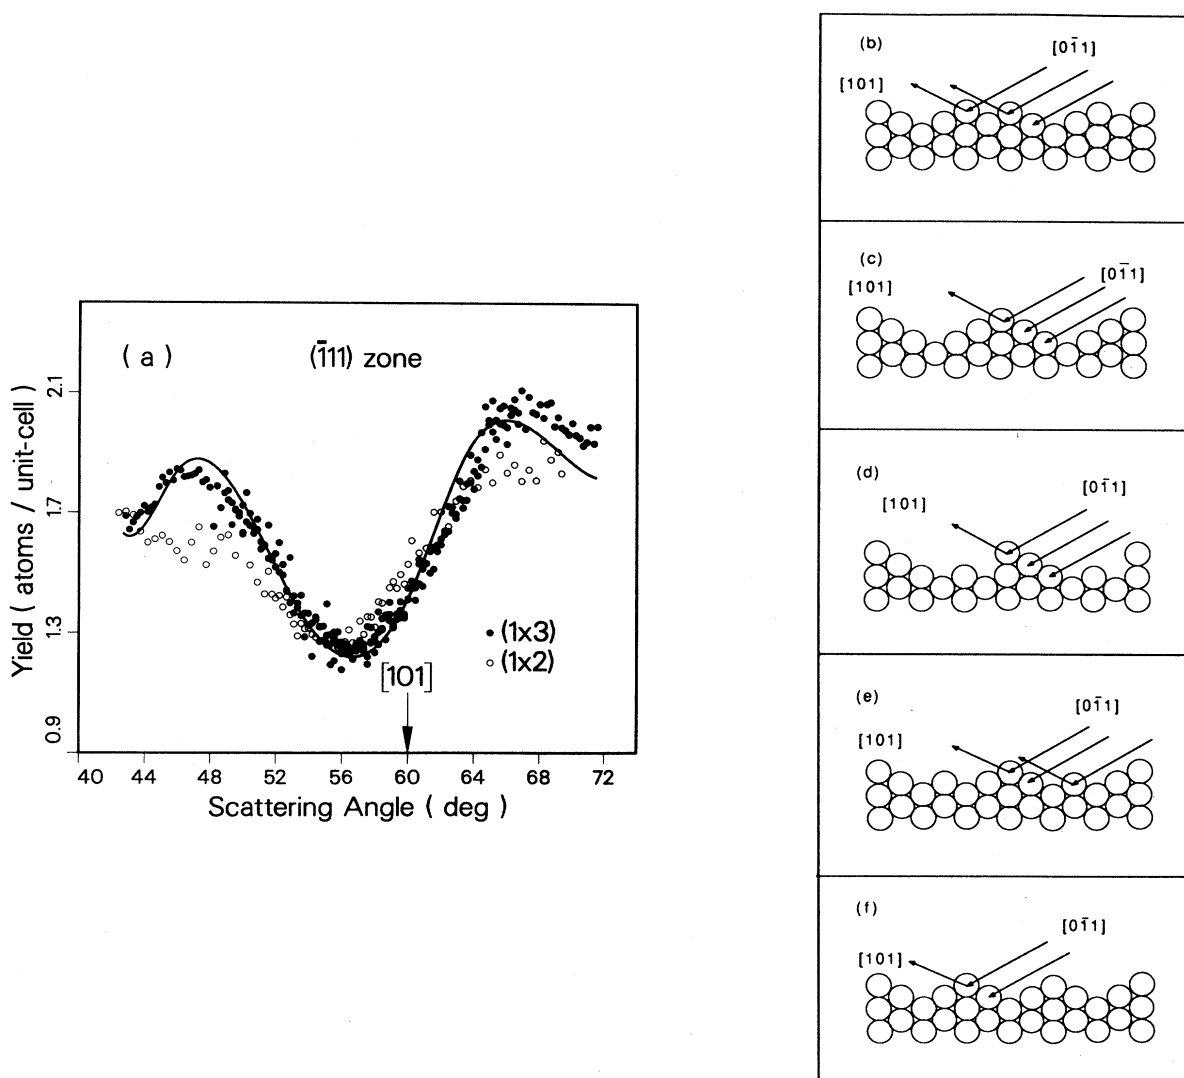 (a)
(1̄11) zone
Yield ( atoms / unit-cell )
2.1
1.7
1.3
0.9
● (1x3)
○ (1x2)
[101]
40 44 48 52 56 60 64 68 72
Scattering Angle ( deg )
(b)
[01̄1]
[101]
(c)
[01̄1]
[101]
(d)
[01̄1]
[101]
(e)
[01̄1]
[101]
(f)
[01̄1]
[101]